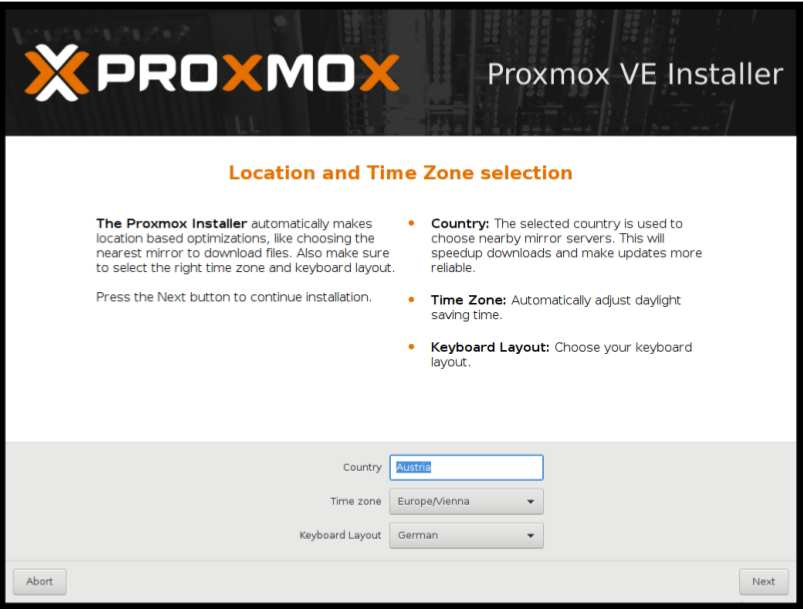 PROXMOX
Proxmox VE Installer
Location and Time Zone selection
The Proxmox Installer automatically makes
location based optimizations, like choosing the
nearest mirror to download files. Also make sure
to select the right time zone and keyboard layout.
Press the Next button to continue installation.
• Country: The selected country is used to
choose nearby mirror servers. This will
speedup downloads and make updates more
reliable.
• Time Zone: Automatically adjust daylight
saving time.
• Keyboard Layout: Choose your keyboard
layout.
Country Austria
Time zone Europe/Vienna
Keyboard Layout German
Abort Next